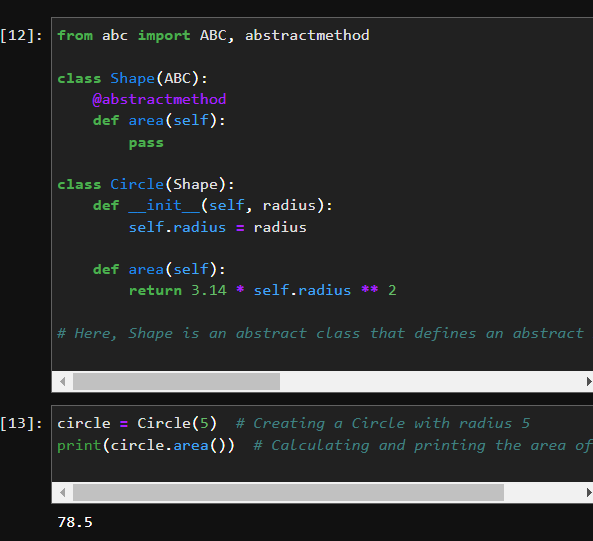 [12]: from abc import ABC, abstractmethod
class Shape(ABC):
    @abstractmethod
    def area(self):
        pass
class Circle(Shape):
    def __init__(self, radius):
        self.radius = radius
    def area(self):
        return 3.14 * self.radius ** 2
# Here, Shape is an abstract class that defines an abstract
[13]: circle = Circle(5)  # Creating a Circle with radius 5
print(circle.area())  # Calculating and printing the area of
78.5